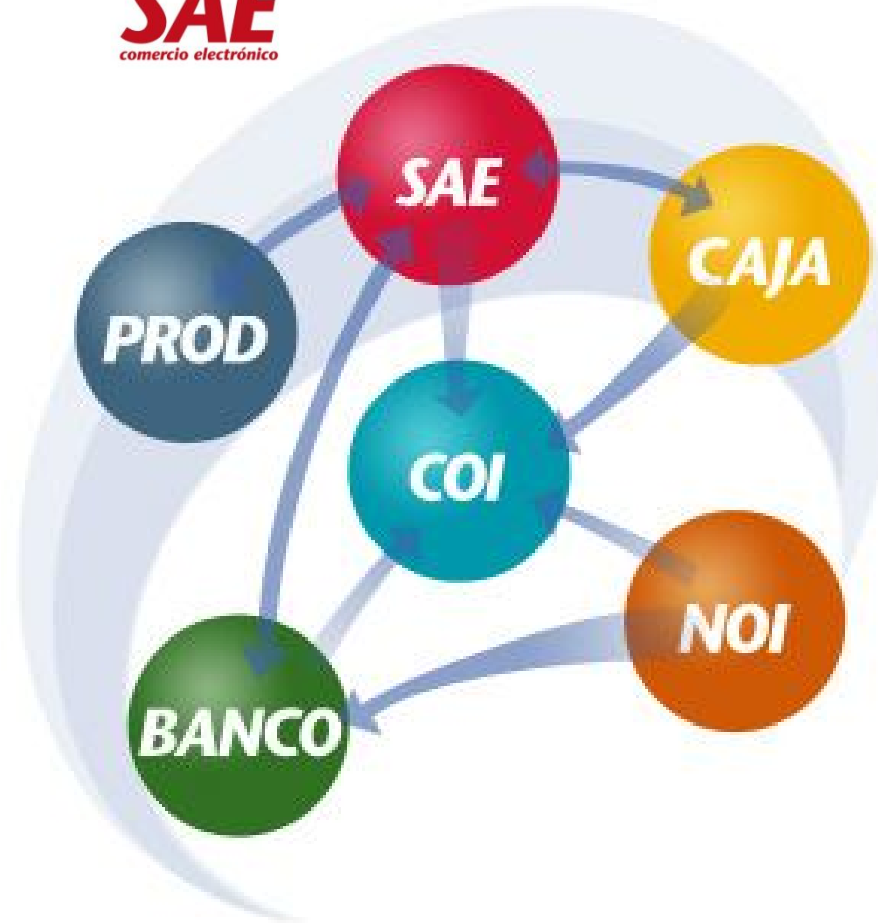 SAE
comercio electrónico
SAE
CAJA
PROD
COI
NOI
BANCO